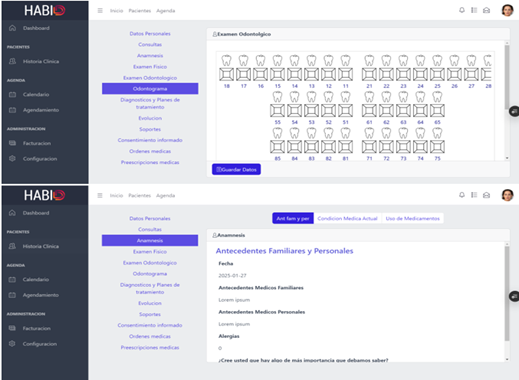 HABI
Inicio Pacientes Agenda
Dashboard
PACIENTES
Historia Clinica
AGENDA
Calendario
Agendamiento
ADMINISTRACION
Facturacion
Configuracion
Datos Personales
Consultas
Anamnesis
Examen Fisico
Examen Odontologico
Odontograma
Diagnosticos y Planes de
tratamiento
Evolucion
Soportes
Consentimiento informado
Ordenes medicas
Preescripciones medicas
Examen Odontolgico
18 17 16 15 14 13 12 11 21 22 23 24 25 26 27 28
55 54 53 52 51 61 62 63 64 65
85 84 83 82 81 71 72 73 74 75
Guardar Datos
HABI
Inicio Pacientes Agenda
Dashboard
PACIENTES
Historia Clinica
AGENDA
Calendario
Agendamiento
ADMINISTRACION
Facturacion
Configuracion
Datos Personales
Consultas
Anamnesis
Examen Fisico
Examen Odontologico
Odontograma
Diagnosticos y Planes de
tratamiento
Evolucion
Soportes
Consentimiento informado
Ordenes medicas
Preescripciones medicas
Ant fam y per Condicion Medica Actual Uso de Medicamentos
Anamnesis
Antecedentes Familiares y Personales
Fecha
2025-01-27
Antecedentes Medicos Familiares
Lorem ipsum
Antecedentes Medicos Personales
Lorem ipsum
Alergias
0
¿Cree usted que hay algo de más importancia que debamos saber?